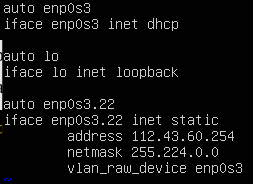 auto enp0s3
iface enp0s3 inet dhcp
auto lo
iface lo inet loopback
auto enp0s3.22
iface enp0s3.22 inet static
address 112.43.60.254
netmask 255.224.0.0
vlan_raw_device enp0s3
~